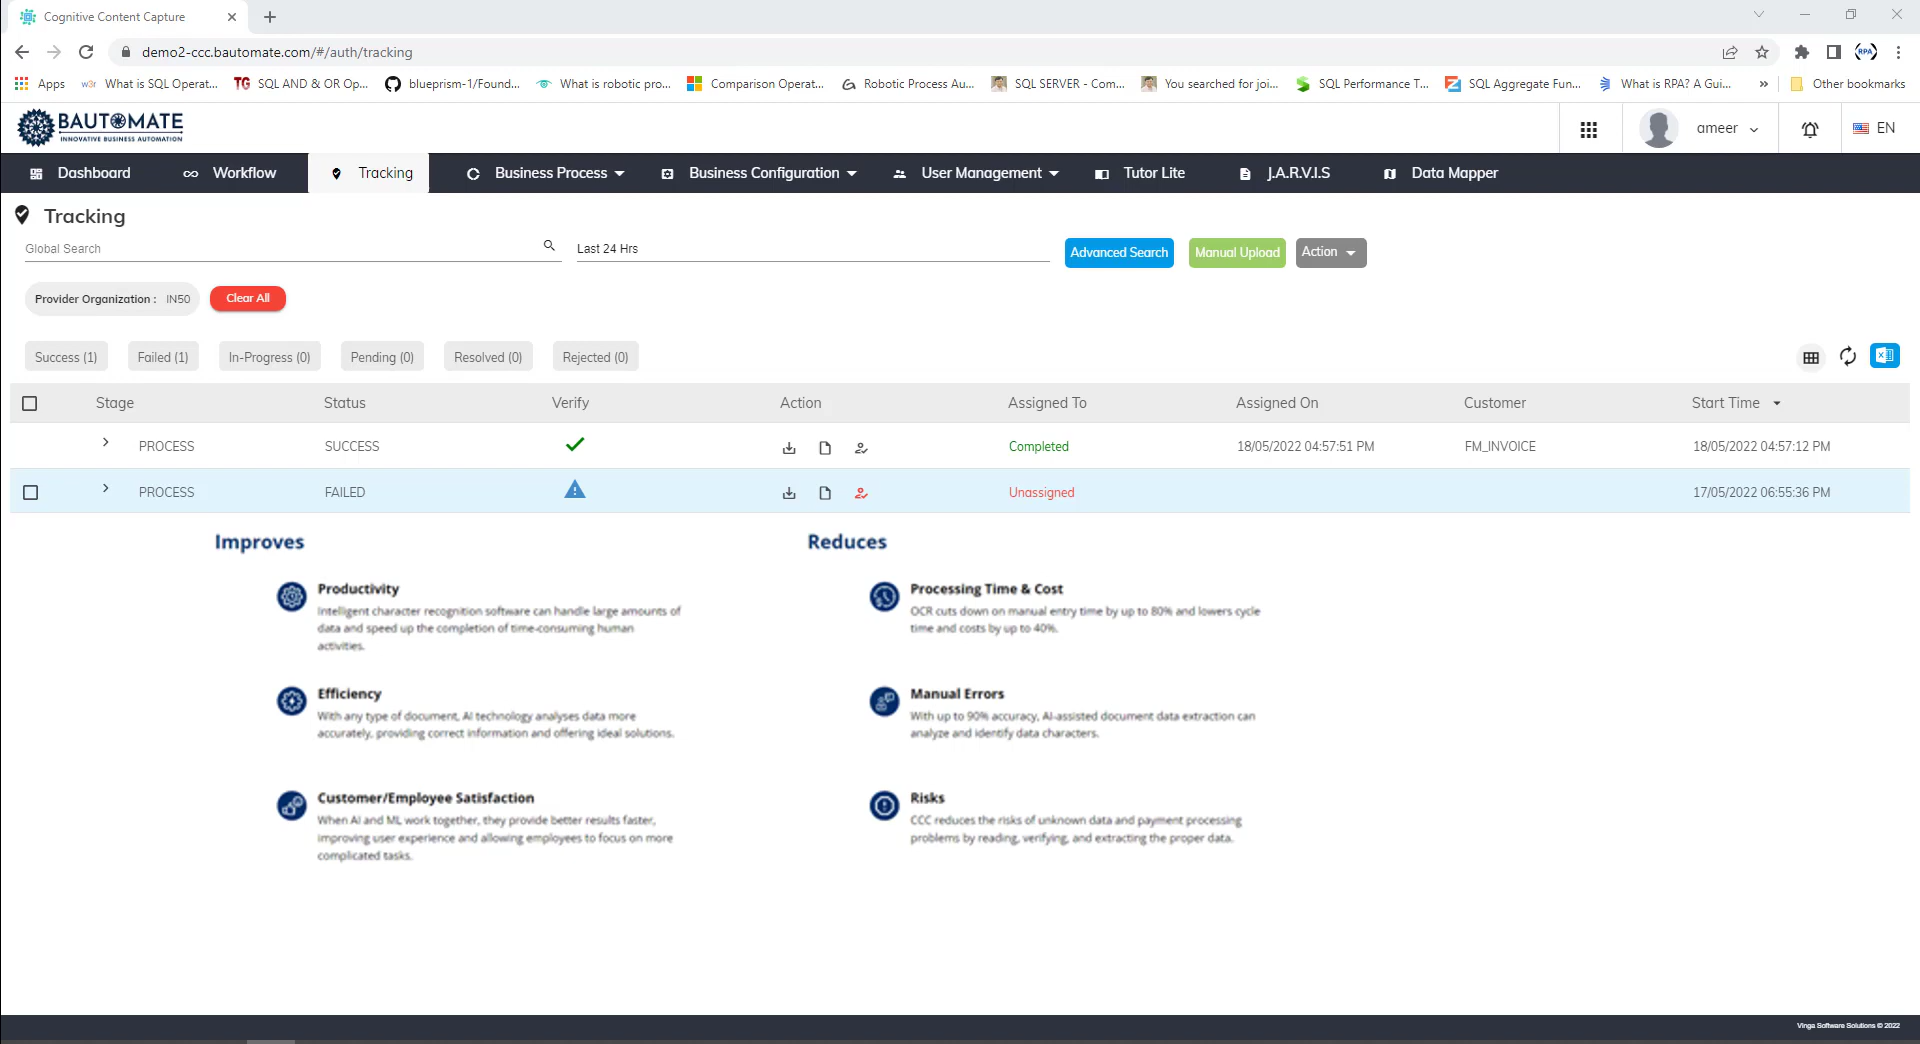 Cognitive Content Capture
demo2-ccc.bautomate.com/#/auth/tracking
Apps
What is SQL Operat...
TG SQL AND & OR Op...
blueprism-1/Found...
What is robotic pro...
Comparison Operat...
Robotic Process Au...
SQL SERVER - Com...
You searched for joi...
SQL Performance T...
SQL Aggregate Fun...
What is RPA? A Gui...
Other bookmarks
BAUTOMATE
INNOVATIVE BUSINESS AUTOMATION
ameer
EN
Dashboard
Workflow
Tracking
Business Process
Business Configuration
User Management
Tutor Lite
J.A.R.V.I.S
Data Mapper
Tracking
Global Search
Last 24 Hrs
Advanced Search
Manual Upload
Action
Provider Organization : IN50
Clear All
Success (1)
Failed (1)
In-Progress (0)
Pending (0)
Resolved (0)
Rejected (0)
Stage Status Verify Action Assigned To Assigned On Customer Start Time
PROCESS SUCCESS Completed 18/05/2022 04:57:51 PM FM_INVOICE 18/05/2022 04:57:12 PM
PROCESS FAILED Unassigned 17/05/2022 06:55:36 PM
Improves
Productivity
Intelligent character recognition software can handle large amounts of
data and speed up the completion of time-consuming human
activities.
Efficiency
With any type of document, AI technology analyses data more
accurately, providing correct information and offering ideal solutions.
Customer/Employee Satisfaction
When AI and ML work together, they provide better results faster,
improving user experience and allowing employees to focus on more
complicated tasks.
Reduces
Processing Time & Cost
OCR cuts down on manual entry time by up to 80% and lowers cycle
time and costs by up to 40%.
Manual Errors
With up to 90% accuracy, AI-assisted document data extraction can
analyze and identify data characters.
Risks
CCC reduces the risks of unknown data and payment processing
problems by reading, verifying, and extracting the proper data.
Vinga Software Solutions © 2022